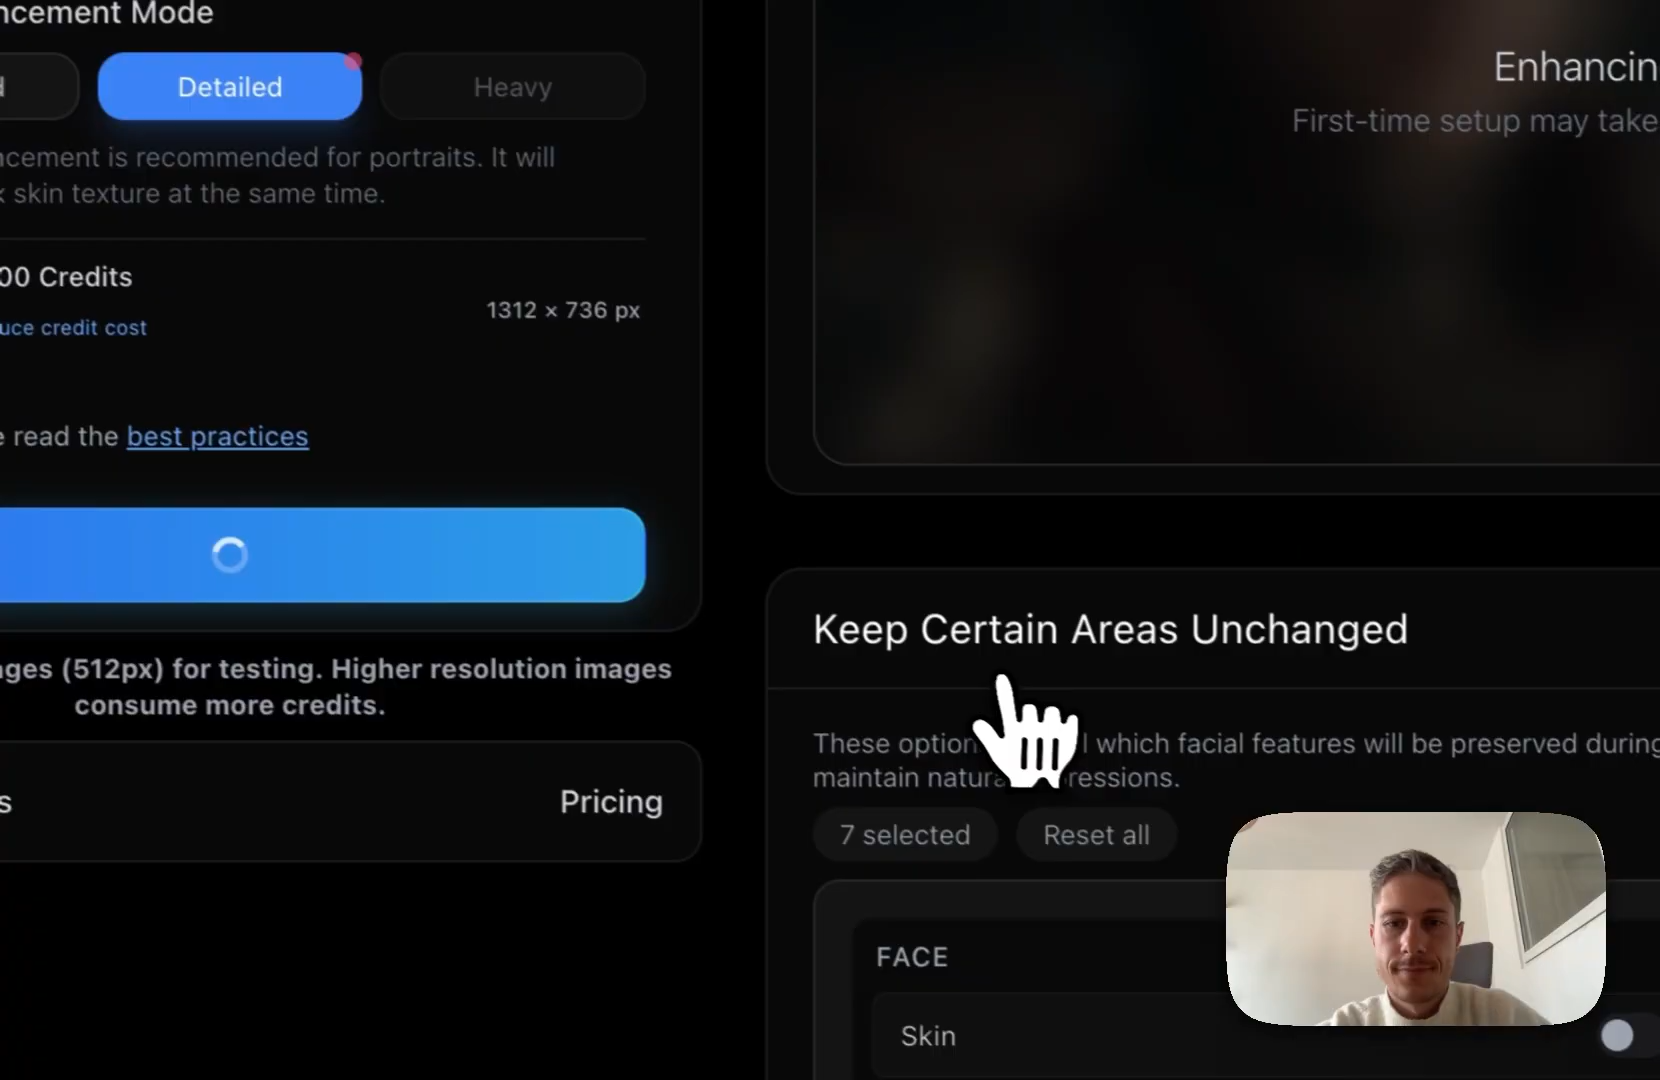 ncement Mode
Detailed
Heavy
ncement is recommended for portraits. It will
skin texture at the same time.
00 Credits
uce credit cost
1312 × 736 px
e read the best practices
ages (512px) for testing. Higher resolution images
consume more credits.
s
Pricing
Enhancin
First-time setup may take
Keep Certain Areas Unchanged
These option which facial features will be preserved during
maintain natura ressions.
7 selected
Reset all
FACE
Skin